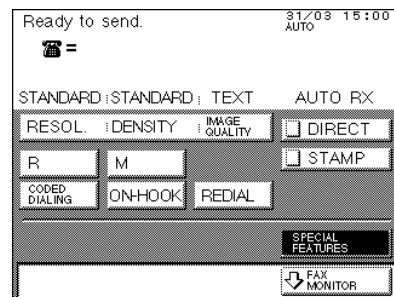 Ready to send.
31/03 15:00
AUTO
=
STANDARD STANDARD TEXT AUTO RX
RESOL. DENSITY IMAGE QUALITY DIRECT
R M STAMP
CODED DIALING ON-HOOK REDIAL
SPECIAL FEATURES
FAX MONITOR